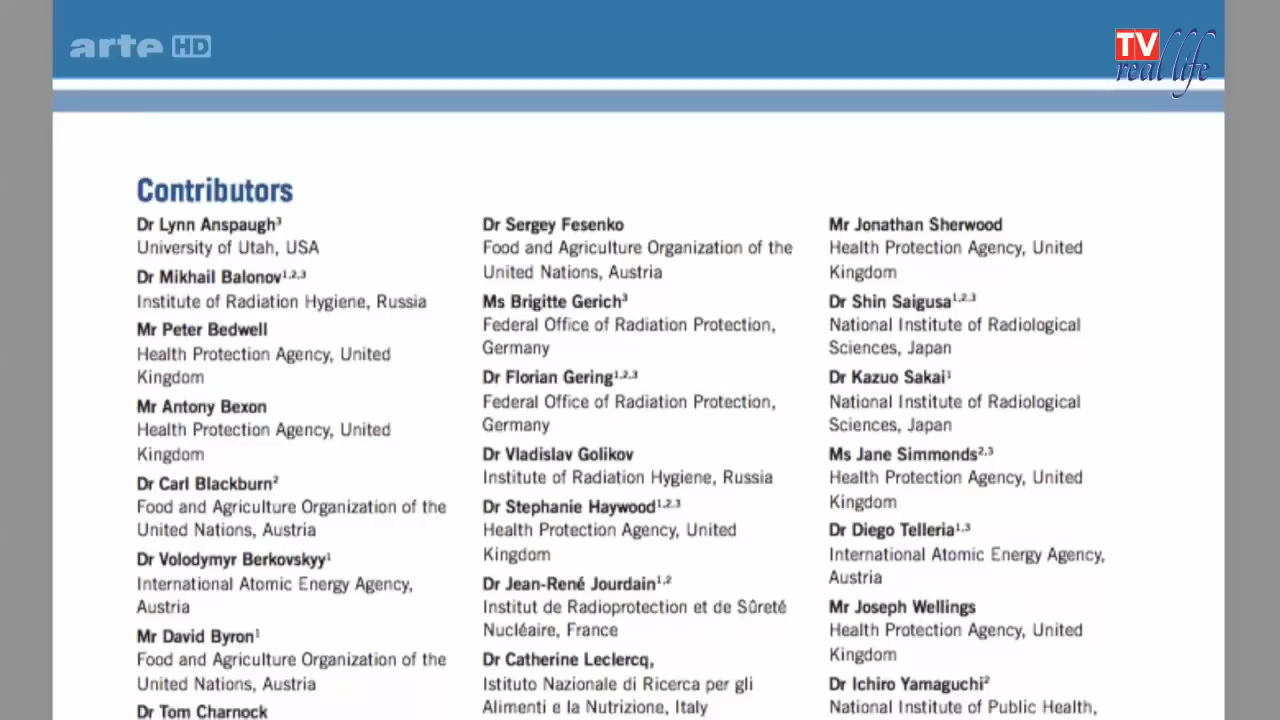 arte HD
TV
real life
Contributors
Dr Lynn Anspaugh³
University of Utah, USA
Dr Mikhail Balonov¹,²,³
Institute of Radiation Hygiene, Russia
Mr Peter Bedwell
Health Protection Agency, United
Kingdom
Mr Antony Bexon
Health Protection Agency, United
Kingdom
Dr Carl Blackburn²
Food and Agriculture Organization of the
United Nations, Austria
Dr Volodymyr Berkovskyy¹
International Atomic Energy Agency,
Austria
Mr David Byron¹
Food and Agriculture Organization of the
United Nations, Austria
Dr Tom Charnock
Dr Sergey Fesenko
Food and Agriculture Organization of the
United Nations, Austria
Ms Brigitte Gerich³
Federal Office of Radiation Protection,
Germany
Dr Florian Gering¹,²,³
Federal Office of Radiation Protection,
Germany
Dr Vladislav Golikov
Institute of Radiation Hygiene, Russia
Dr Stephanie Haywood¹,²,³
Health Protection Agency, United
Kingdom
Dr Jean-René Jourdain¹,²
Institut de Radioprotection et de Sûreté
Nucléaire, France
Dr Catherine Leclercq,
Istituto Nazionale di Ricerca per gli
Alimenti e la Nutrizione, Italy
Mr Jonathan Sherwood
Health Protection Agency, United
Kingdom
Dr Shin Saigusa¹,²,³
National Institute of Radiological
Sciences, Japan
Dr Kazuo Sakai¹
National Institute of Radiological
Sciences, Japan
Ms Jane Simmonds²,³
Health Protection Agency, United
Kingdom
Dr Diego Telleria¹,³
International Atomic Energy Agency,
Austria
Mr Joseph Wellings
Health Protection Agency, United
Kingdom
Dr Ichiro Yamaguchi²
National Institute of Public Health,